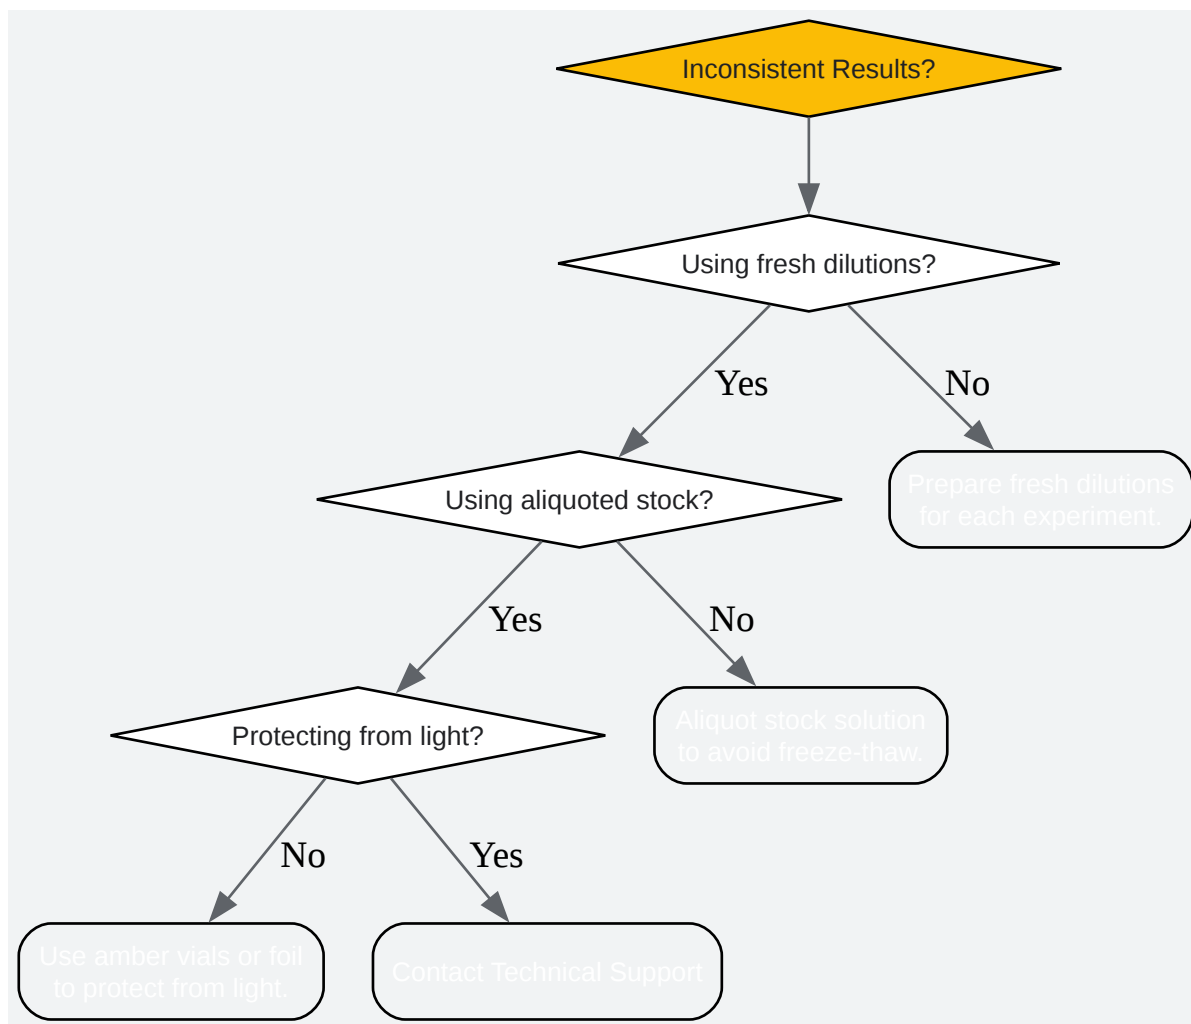 Inconsistent Results?
Using fresh dilutions?
Yes
No
Using aliquoted stock?
Prepare fresh dilutions
for each experiment.
Yes
No
Protecting from light?
Aliquot stock solution
to avoid freeze-thaw.
No
Yes
Use amber vials or foil
to protect from light.
Contact Technical Support